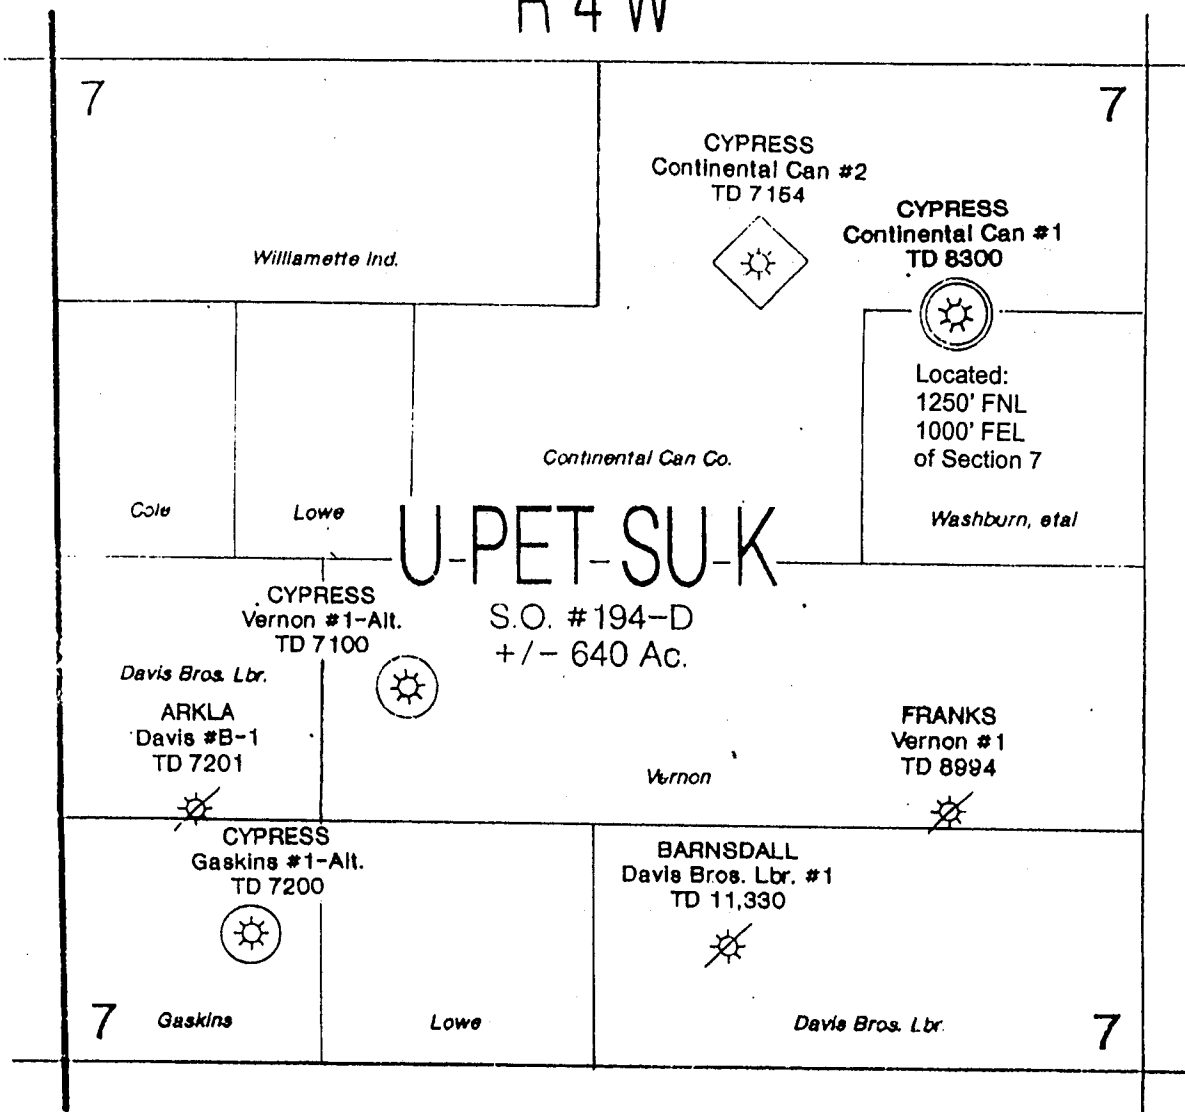 R 4 W
7
7
CYPRESS
Continental Can #2
TD 7154
CYPRESS
Continental Can #1
TD 8300
Williamette Ind.
Located:
1250' FNL
1000' FEL
of Section 7
Continental Can Co.
Cole
Lowe
Washburn, etal
U-PET-SU-K
S.O. #194-D
+/- 640 Ac.
CYPRESS
Vernon #1-Alt.
TD 7100
Davis Bros. Lbr.
ARKLA
Davis #B-1
TD 7201
FRANKS
Vernon #1
TD 8994
Vernon
CYPRESS
Gaskins #1-Alt.
TD 7200
BARNSDALL
Davis Bros. Lbr. #1
TD 11,330
7
Gaskins
Lowe
Davis Bros. Lbr.
7